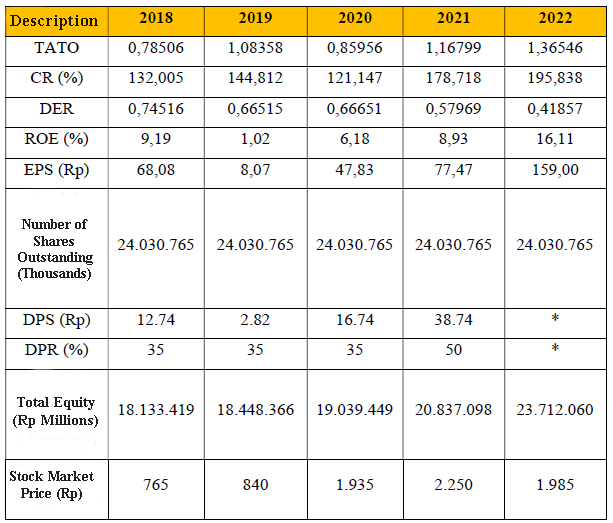 Description 2018 2019 2020 2021 2022
TATO 0,78506 1,08358 0,85956 1,16799 1,36546
CR (%) 132,005 144,812 121,147 178,718 195,838
DER 0,74516 0,66515 0,66651 0,57969 0,41857
ROE (%) 9,19 1,02 6,18 8,93 16,11
EPS (Rp) 68,08 8,07 47,83 77,47 159,00
Number of
Shares
Outstanding
(Thousands)
24.030.765 24.030.765 24.030.765 24.030.765 24.030.765
DPS (Rp) 12.74 2.82 16.74 38.74 *
DPR (%) 35 35 35 50 *
Total Equity
(Rp Millions)
18.133.419 18.448.366 19.039.449 20.837.098 23.712.060
Stock Market
Price (Rp)
765 840 1.935 2.250 1.985